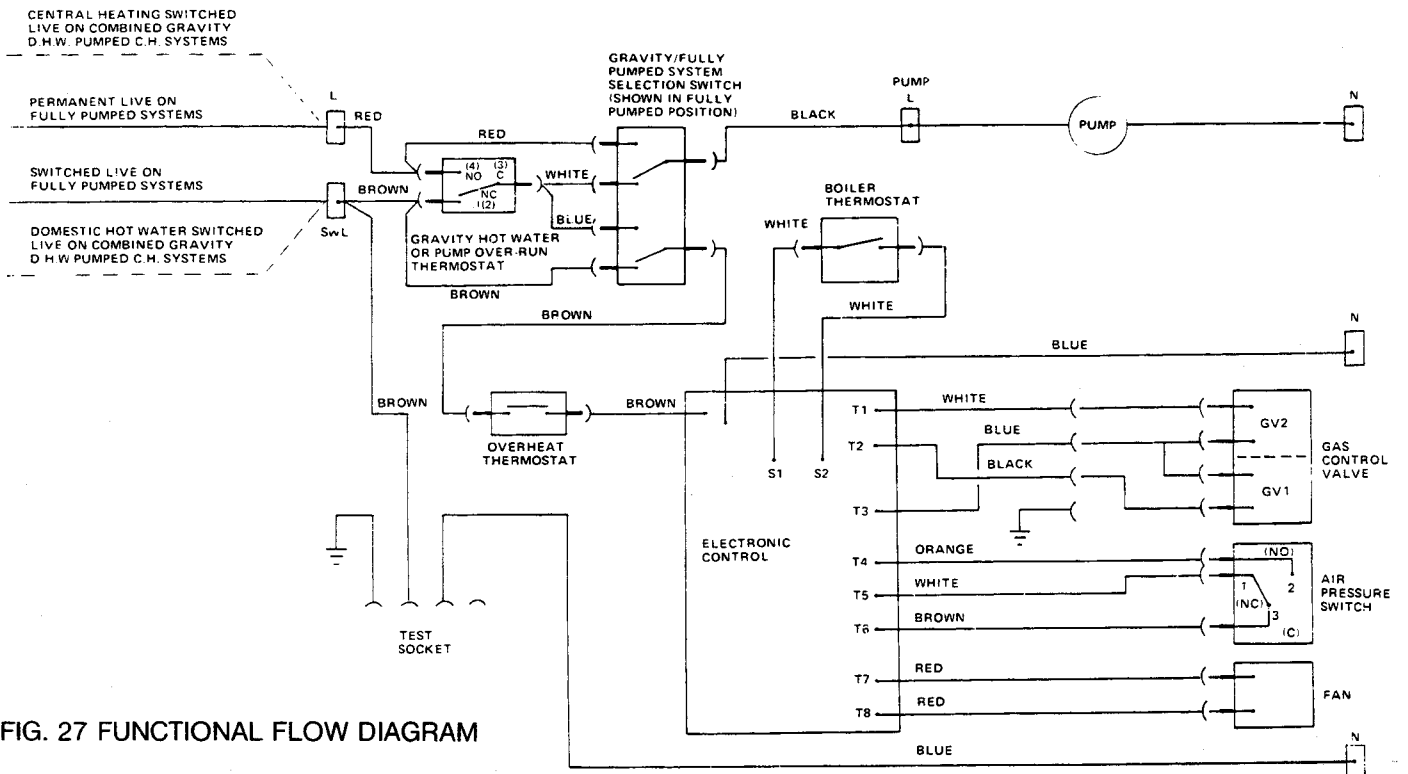 CENTRAL HEATING SWITCHED
LIVE ON COMBINED GRAVITY
D.H.W. PUMPED C.H. SYSTEMS
PERMANENT LIVE ON
FULLY PUMPED SYSTEMS
L
RED
SWITCHED LIVE ON
FULLY PUMPED SYSTEMS
BROWN
SwL
DOMESTIC HOT WATER SWITCHED
LIVE ON COMBINED GRAVITY
D.H.W PUMPED C.H. SYSTEMS
RED
(4)
NO
(3)
C
NC
1(2)
WHITE
BLUE
GRAVITY HOT WATER
OR PUMP OVER-RUN
THERMOSTAT
BROWN
GRAVITY/FULLY
PUMPED SYSTEM
SELECTION SWITCH
(SHOWN IN FULLY
PUMPED POSITION)
BLACK
PUMP
L
PUMP
N
BOILER
THERMOSTAT
WHITE
WHITE
BROWN
BLUE
N
BROWN
OVERHEAT
THERMOSTAT
BROWN
S1
S2
ELECTRONIC
CONTROL
T1
WHITE
T2
BLUE
BLACK
T3
GV2
GV1
GAS
CONTROL
VALVE
T4
ORANGE
T5
WHITE
T6
BROWN
(NO)
1
2
(NC)
3
(C)
AIR
PRESSURE
SWITCH
T7
RED
T8
RED
FAN
TEST
SOCKET
BLUE
N
FIG. 27 FUNCTIONAL FLOW DIAGRAM